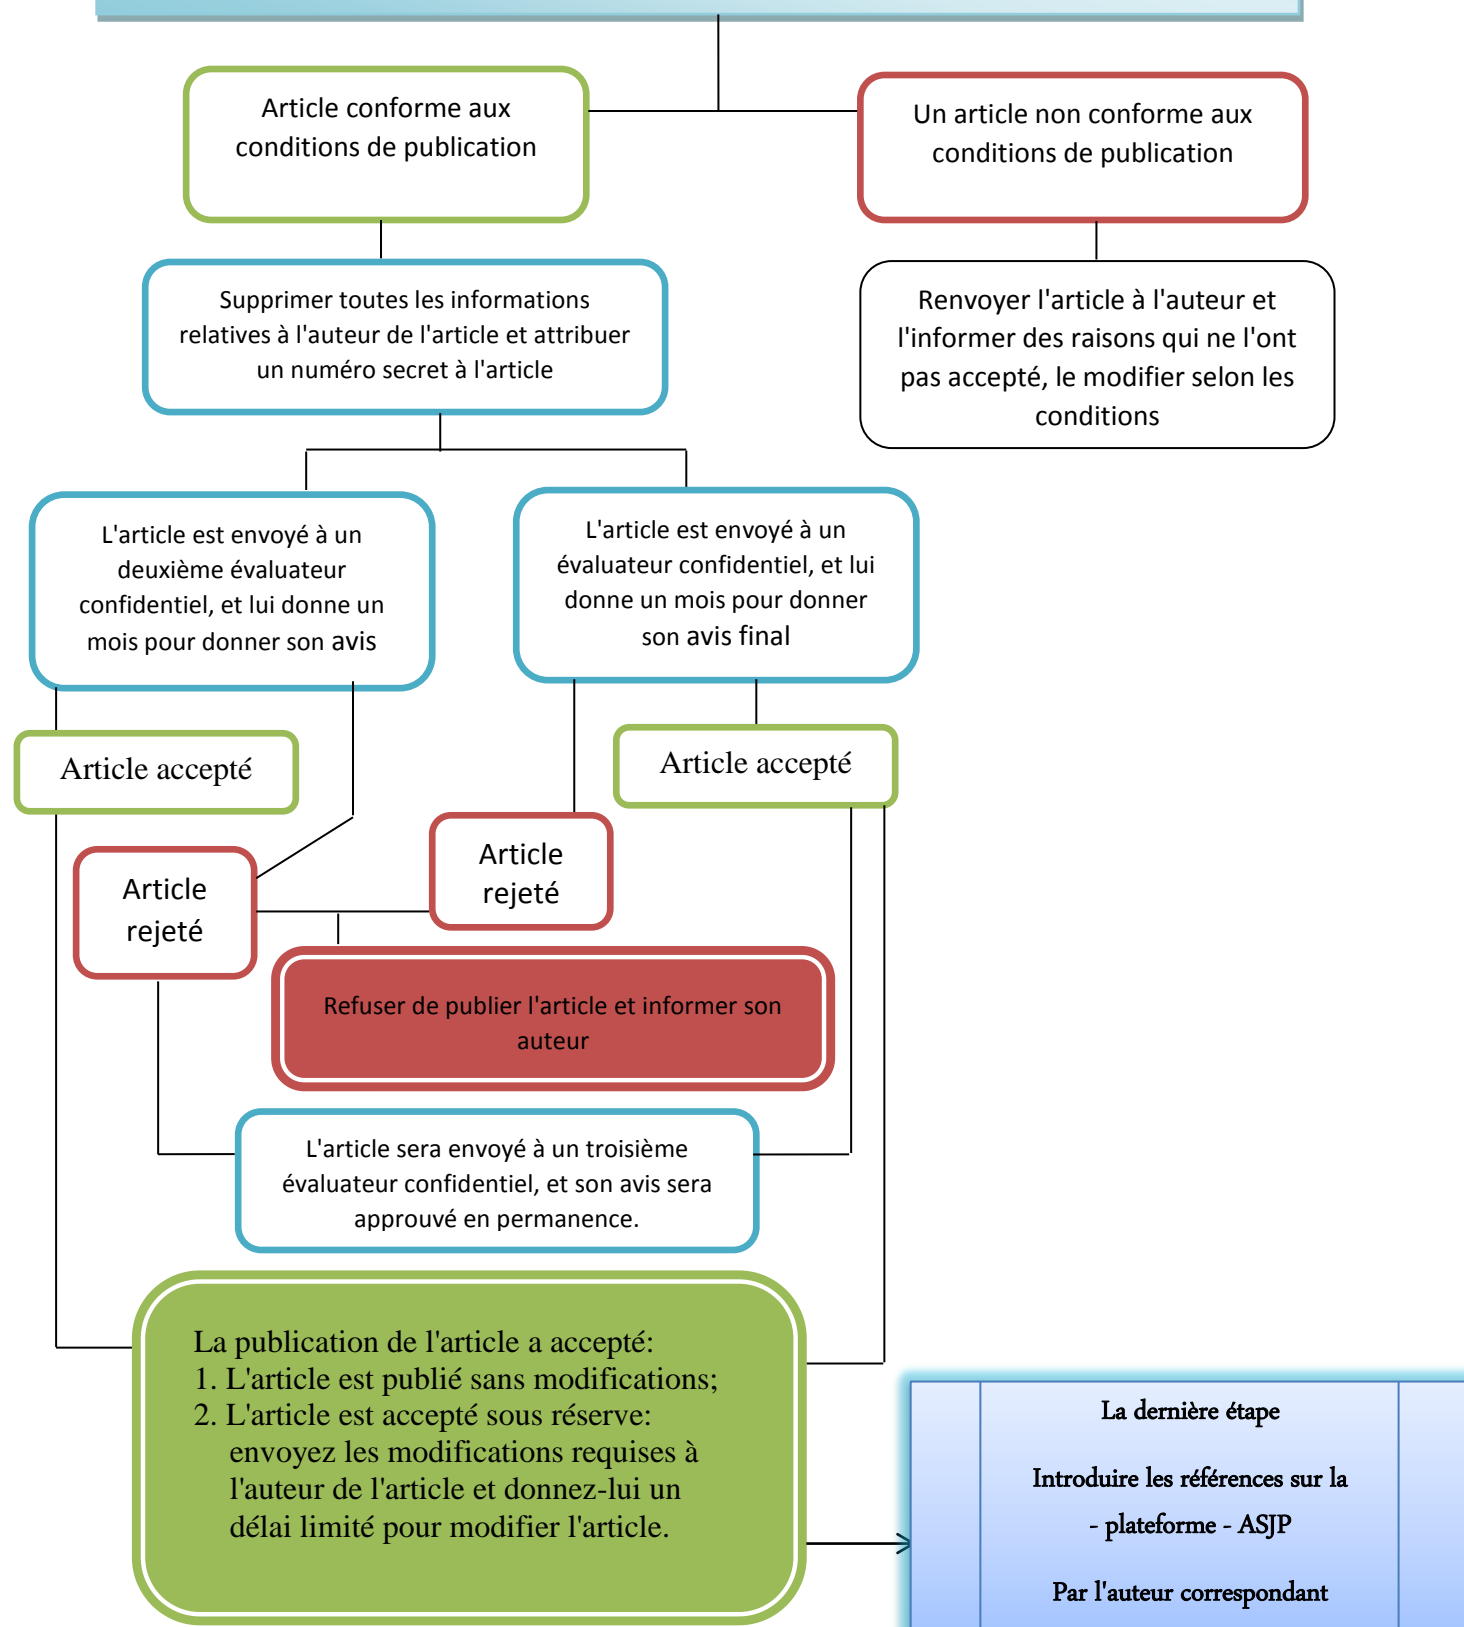 Article conforme aux
conditions de publication
Un article non conforme aux
conditions de publication
Supprimer toutes les informations
relatives à l'auteur de l'article et attribuer
un numéro secret à l'article
Renvoyer l'article à l'auteur et
l'informer des raisons qui ne l'ont
pas accepté, le modifier selon les
conditions
L'article est envoyé à un
deuxième évaluateur
confidentiel, et lui donne un
mois pour donner son avis
L'article est envoyé à un
évaluateur confidentiel, et lui
donne un mois pour donner
son avis final
Article accepté
Article accepté
Article
rejeté
Article
rejeté
Refuser de publier l'article et informer son
auteur
L'article sera envoyé à un troisième
évaluateur confidentiel, et son avis sera
approuvé en permanence.
La publication de l'article a accepté:
1. L'article est publié sans modifications;
2. L'article est accepté sous réserve:
envoyez les modifications requises à
l'auteur de l'article et donnez-lui un
délai limité pour modifier l'article.
La dernière étape
Introduire les références sur la
- plateforme - ASJP
Par l'auteur correspondant